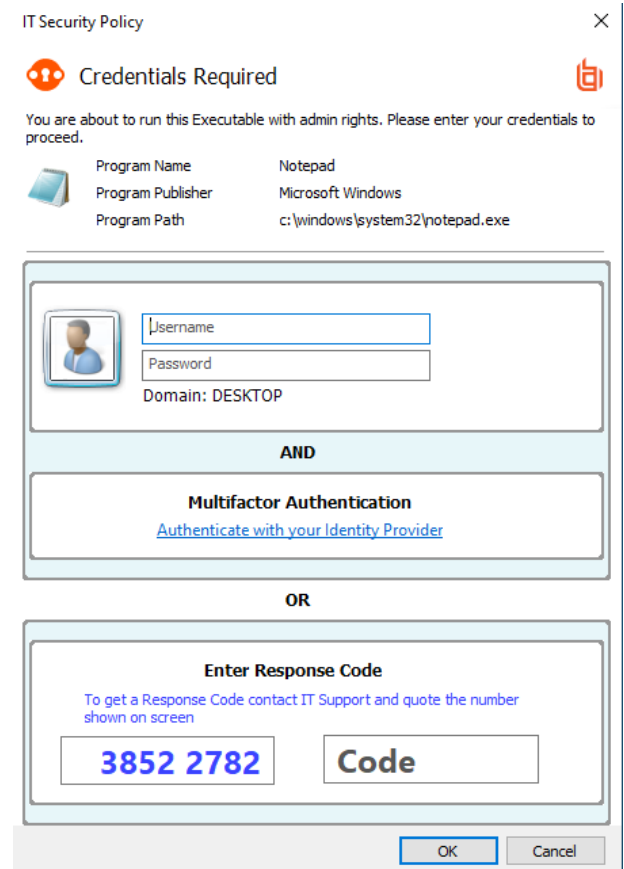 IT Security Policy
Credentials Required
You are about to run this Executable with admin rights. Please enter your credentials to
proceed.
Program Name Notepad
Program Publisher Microsoft Windows
Program Path c:\windows\system32\notepad.exe
Username
Password
Domain: DESKTOP
AND
Multifactor Authentication
Authenticate with your Identity Provider
OR
Enter Response Code
To get a Response Code contact IT Support and quote the number
shown on screen
3852 2782 Code
OK Cancel